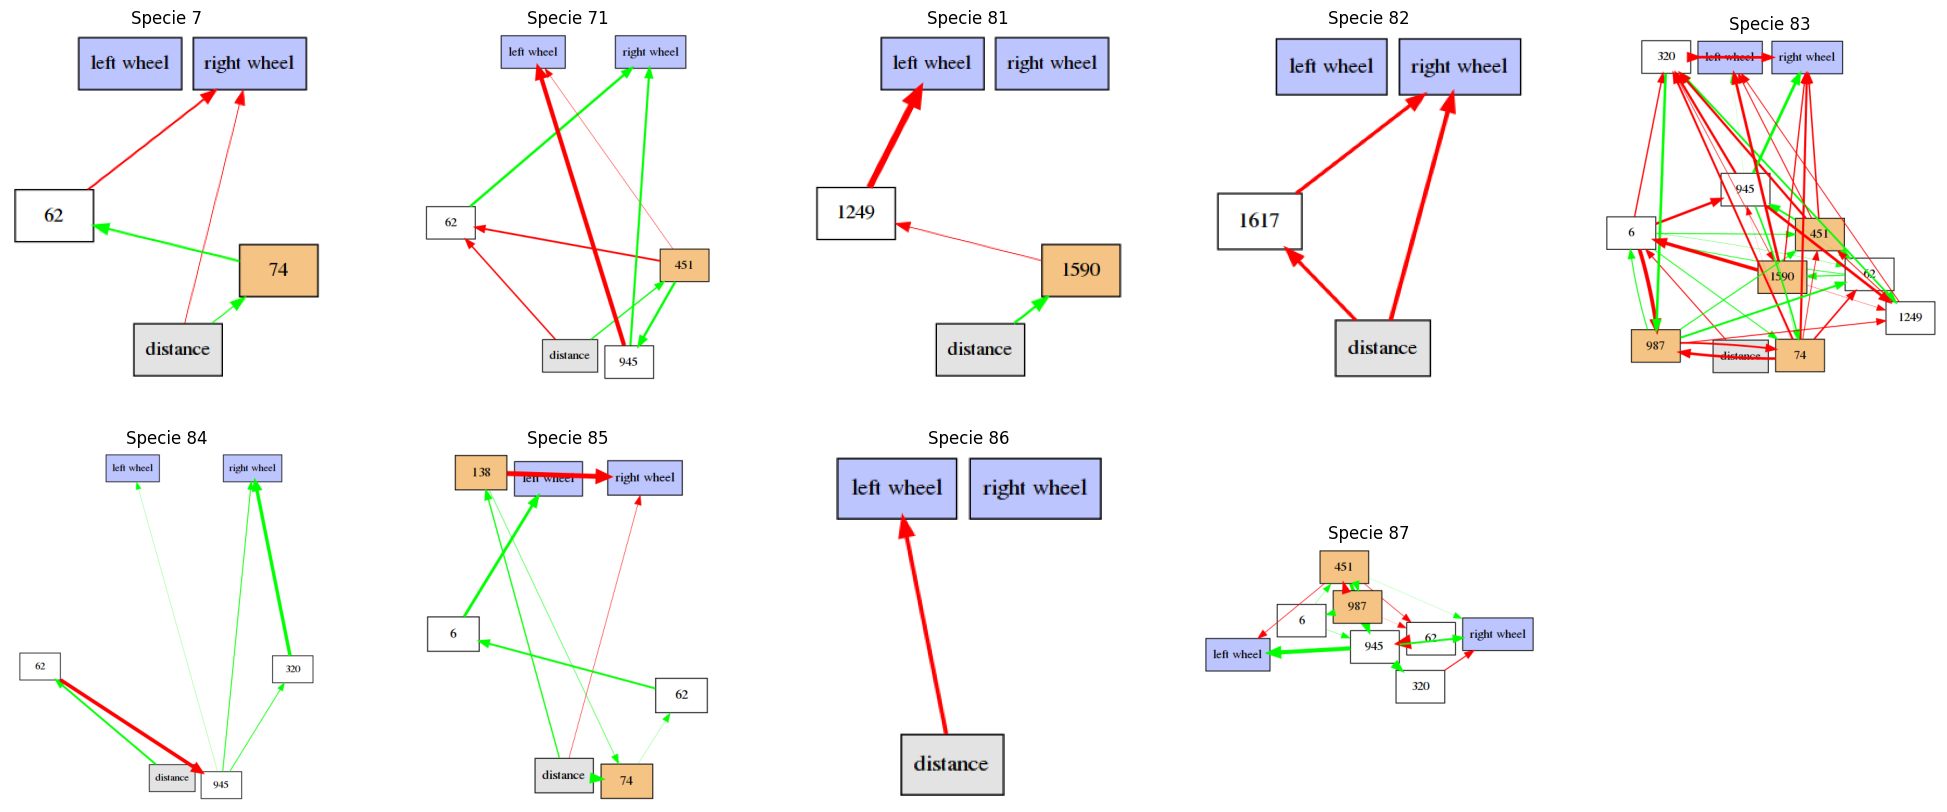 Specie 7
left wheel
right wheel
62
74
distance
Specie 71
left wheel
right wheel
62
451
distance
945
Specie 81
left wheel
right wheel
1249
1590
distance
Specie 82
left wheel
right wheel
1617
distance
Specie 83
320
left wheel
right wheel
945
6
451
1590
62
1249
987
distance
74
Specie 84
left wheel
right wheel
62
320
distance
945
Specie 85
138
left wheel
right wheel
6
62
distance
74
Specie 86
left wheel
right wheel
distance
Specie 87
451
987
6
62
right wheel
945
left wheel
320